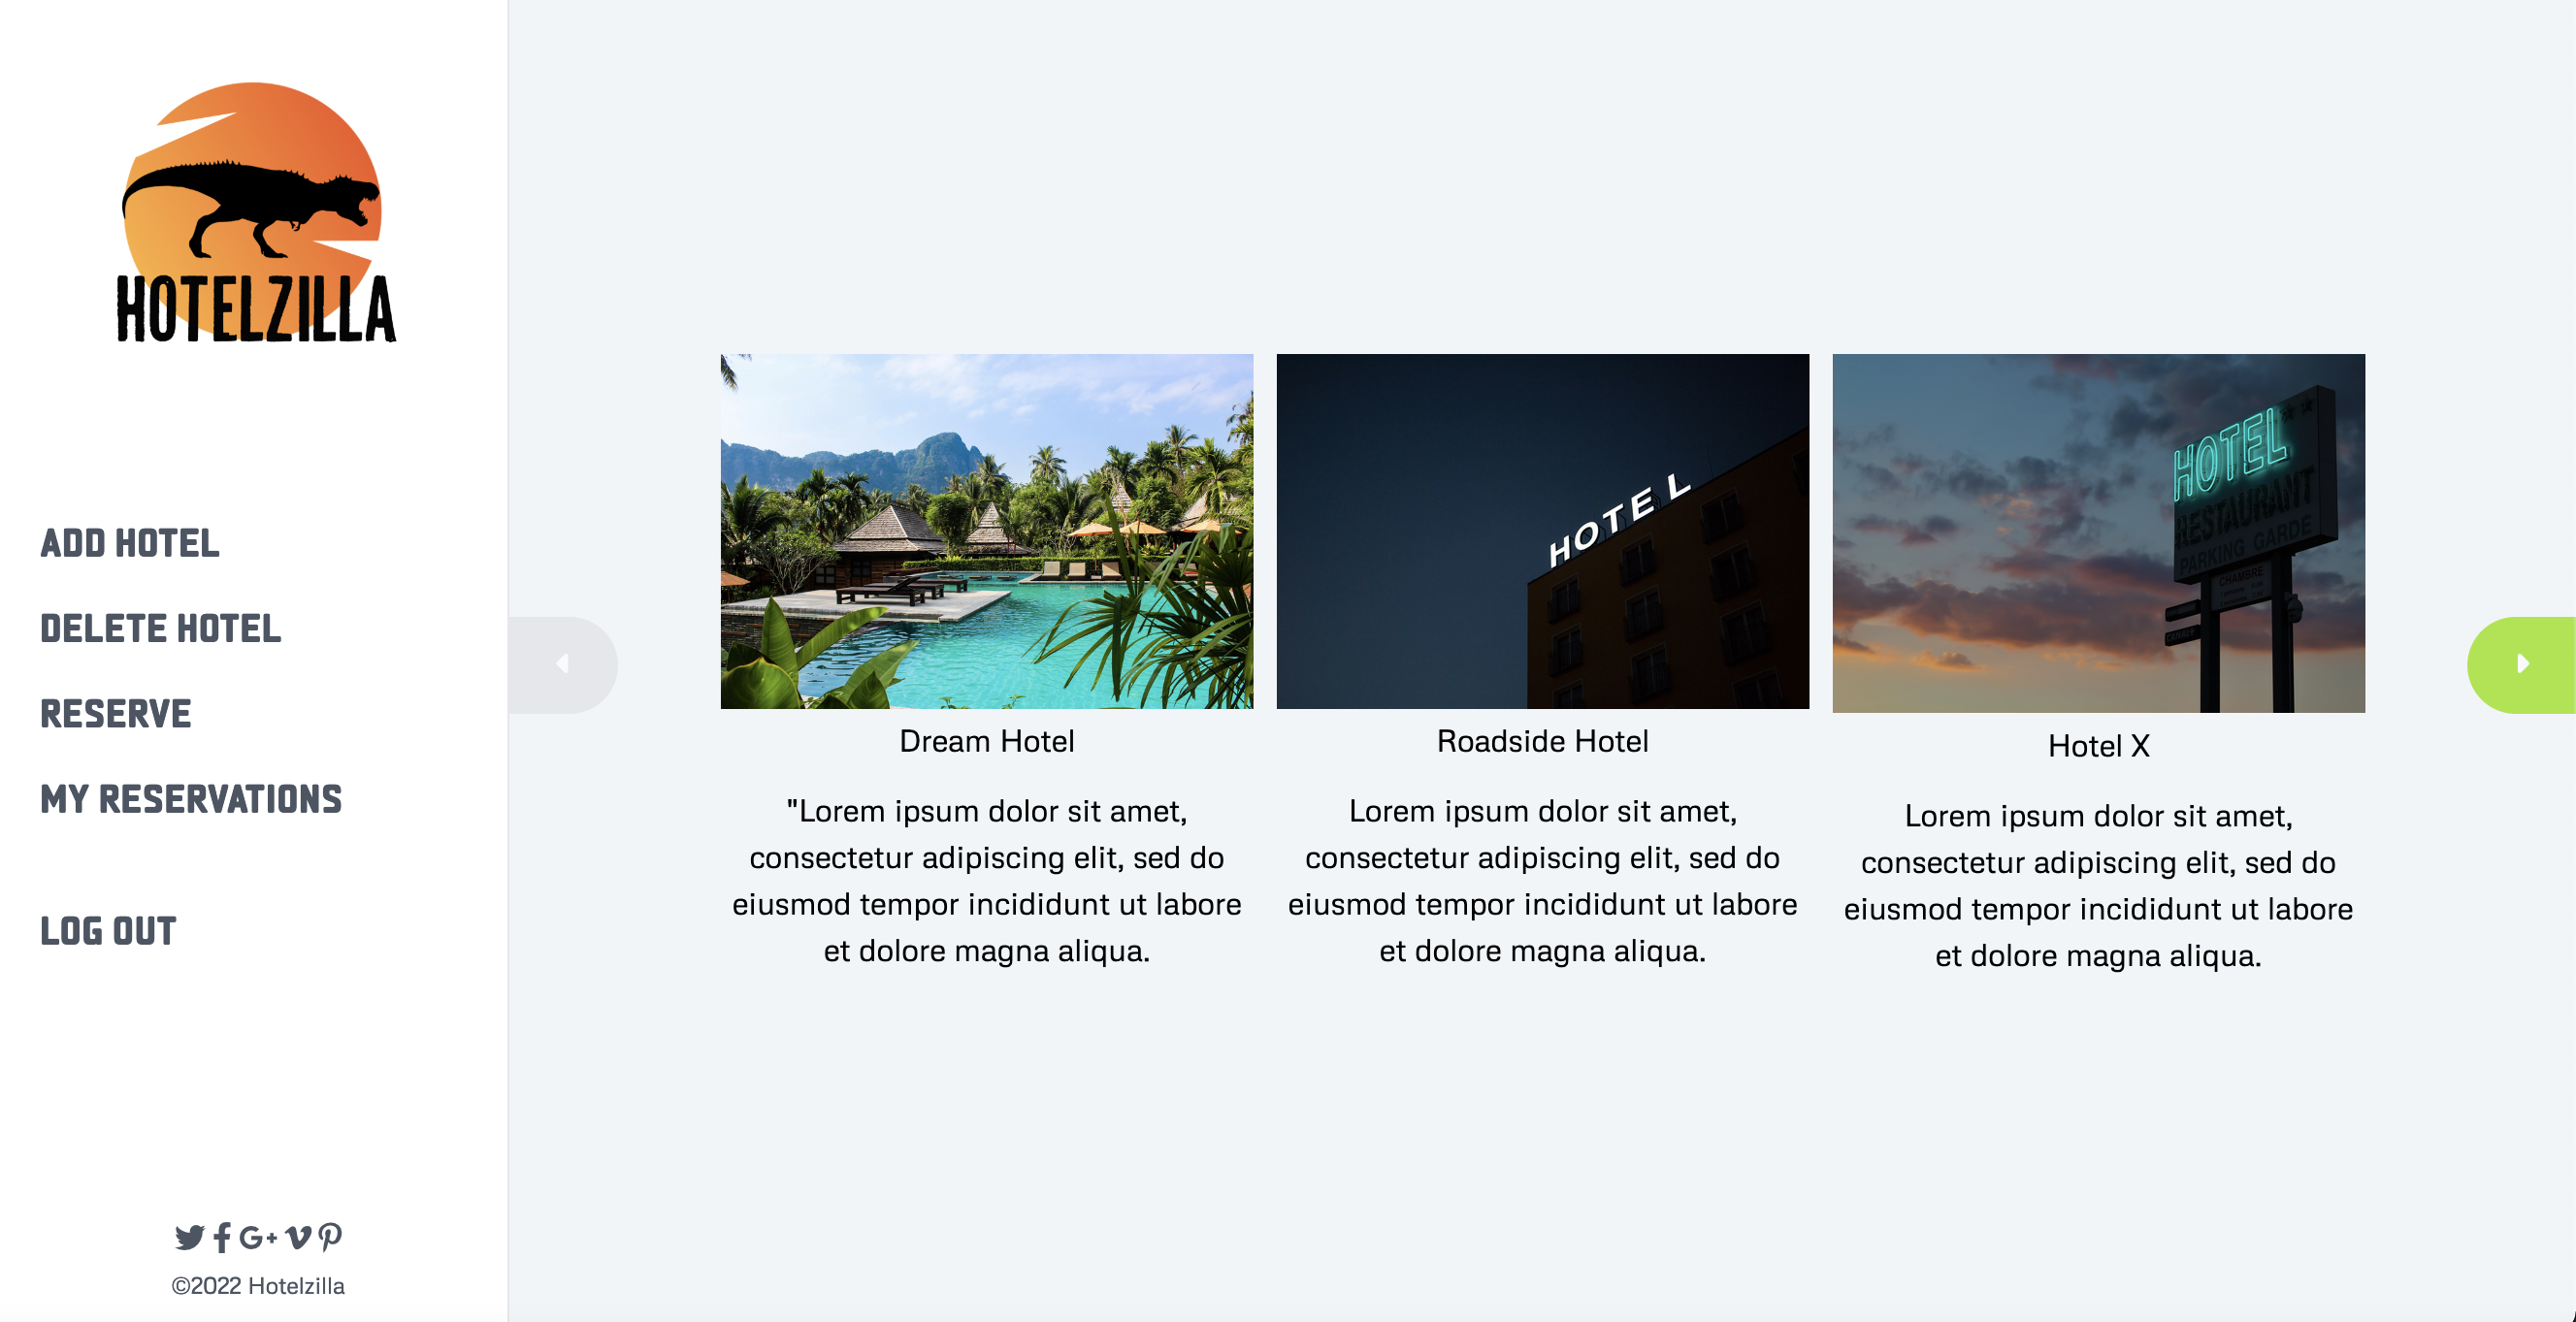 HOTELZILLA
ADD HOTEL
DELETE HOTEL
RESERVE
MY RESERVATIONS
LOG OUT
©2022 Hotelzilla
Dream Hotel
"Lorem ipsum dolor sit amet,
consectetur adipiscing elit, sed do
eiusmod tempor incididunt ut labore
et dolore magna aliqua.
HOTEL
Roadside Hotel
Lorem ipsum dolor sit amet,
consectetur adipiscing elit, sed do
eiusmod tempor incididunt ut labore
et dolore magna aliqua.
HOTEL
RESTAURANT
PARKING GARDE
CHAMBRE
Hotel X
Lorem ipsum dolor sit amet,
consectetur adipiscing elit, sed do
eiusmod tempor incididunt ut labore
et dolore magna aliqua.